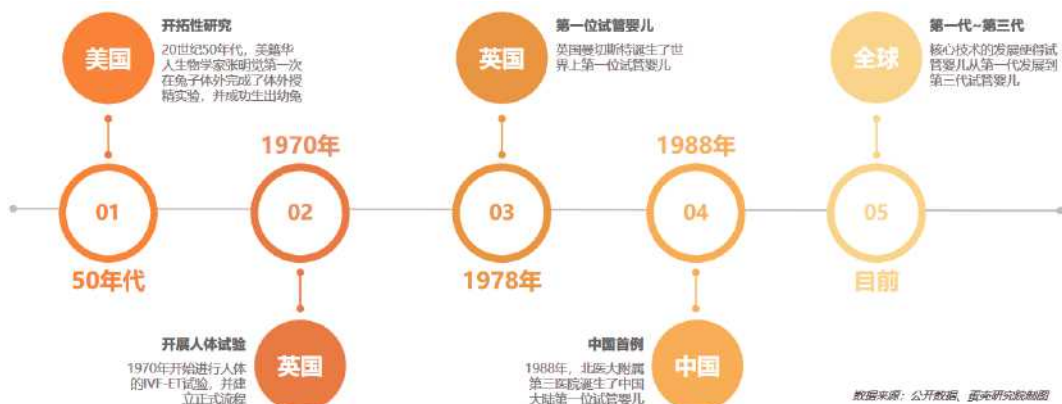 美国
开拓性研究
20世纪50年代，美籍华
人生物学家张明觉第一次
在兔子体外完成了体外授
精实验，并成功生出幼兔
英国
第一位试管婴儿
英国曼切斯特诞生了世
界上第一位试管婴儿
全球
第一代~第三代
核心技术的发展使得试
管婴儿从第一代发展到
第三代试管婴儿
1970年
1988年
01
02
03
04
05
50年代
1978年
目前
开展人体试验
1970年开始进行人体
的IVF-ET试验，并建
立正式流程
英国
中国首例
1988年，北医大附属
第三医院诞生了中国
大陆第一位试管婴儿
中国
数据来源：公开数据、蛋壳研究院制图